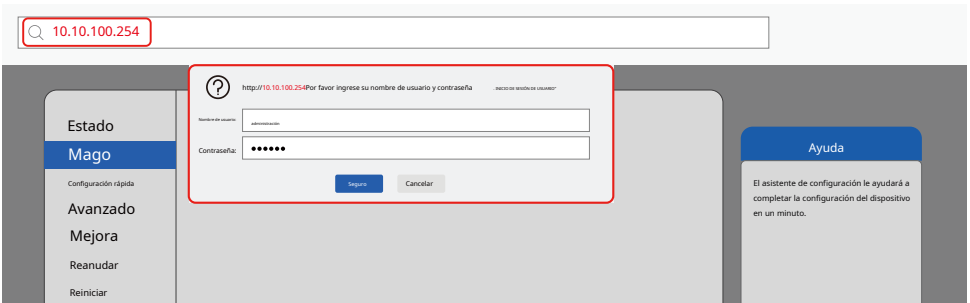 10.10.100.254
http://10.10.100.254Por favor ingrese su nombre de usuario y contraseña . INICIO DE SESIÓN DE USUARIO"
Nombre de usuario:
administración
Contraseña: ●●●●●●
Seguro Cancelar
Estado
Mago
Configuración rápida
Avanzado
Mejora
Reanudar
Reiniciar
Ayuda
El asistente de configuración le ayudará a
completar la configuración del dispositivo
en un minuto.